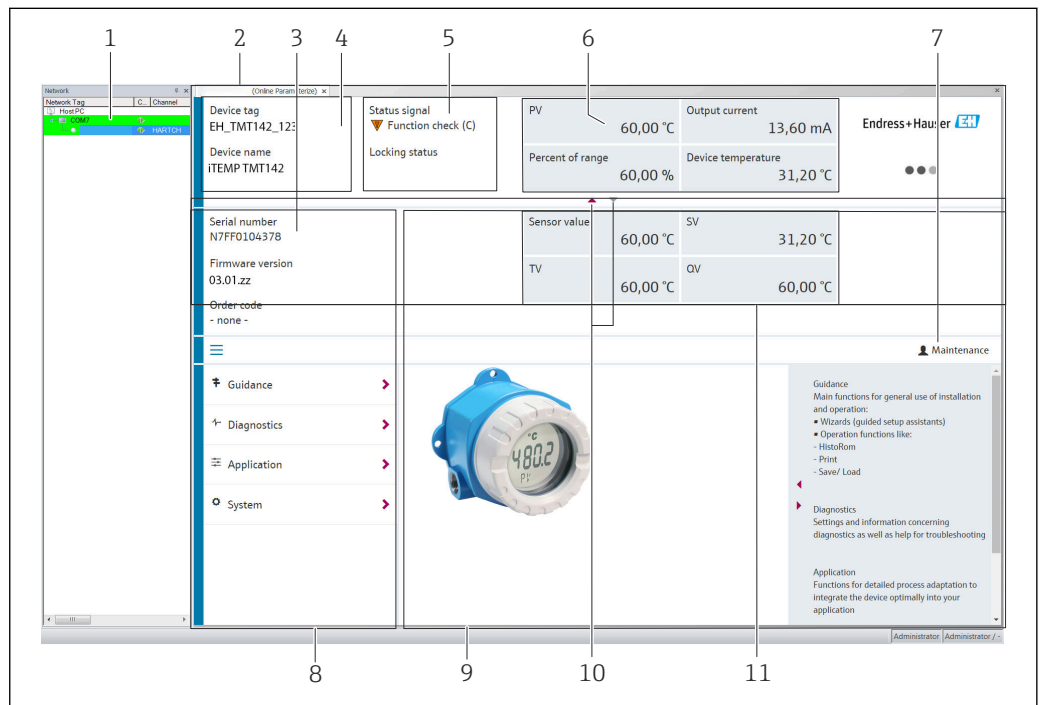 1 2 3 4 5 6 7
Network
(Online Parameterize) ×
Network Tag C... Channel
Host PC
COM7
HARTCH
Device tag
EH_TMT142_123
Device name
iTEMP TMT142
Status signal
Function check (C)
Locking status
PV
60,00 °C
Output current
13,60 mA
Percent of range
60,00 %
Device temperature
31,20 °C
Endress+Hauser EH
Serial number
N7FF0104378
Firmware version
03.01.zz
Order code
- none -
Sensor value
60,00 °C
SV
31,20 °C
TV
60,00 °C
QV
60,00 °C
Maintenance
Guidance
Diagnostics
Application
System
°C
480.2
Guidance
Main functions for general use of installation
and operation:
▪ Wizards (guided setup assistants)
▪ Operation functions like:
- HistoRom
- Print
- Save/ Load
Diagnostics
Settings and information concerning
diagnostics as well as help for troubleshooting
Application
Functions for detailed process adaptation to
integrate the device optimally into your
application
Administrator Administrator / -
8 9 10 11